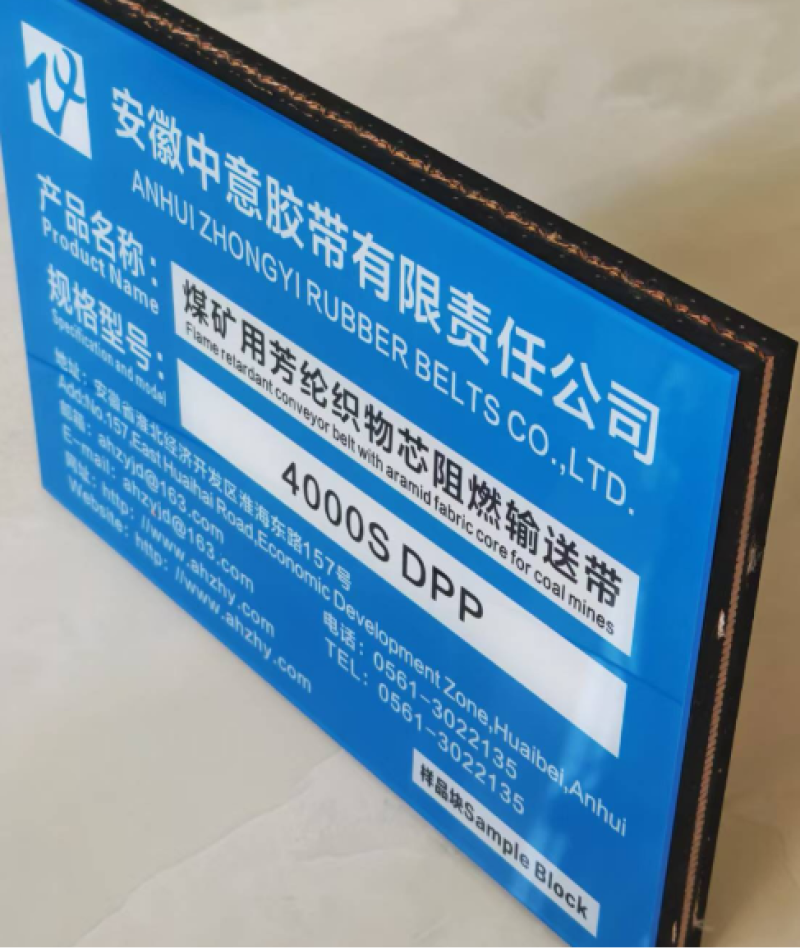 安徽中意胶带有限责任公司
ANHUI ZHONGYI RUBBER BELTS CO.,LTD.
产品名称：
Product Name
煤矿用芳纶织物芯阻燃输送带
Flame retardant conveyor belt with aramid fabric core for coal mines
规格型号：
Specification and model
4000S DPP
地址：安徽省淮北经济开发区淮海东路157号
Add:No.157,East Huaihai Road,Economic Development Zone,Huaibei,Anhui
邮箱：ahzyjd@163.com
电话：0561-3022135
E-mail：ahzyjd@163.com
TEL：0561-3022135
网址：http：//www.ahzhy.com
Website：http：//www.ahzhy.com
样品块Sample Block